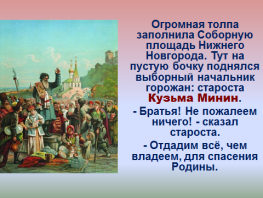 Огромная толпа
заполнила Соборную
площадь Нижнего
Новгорода. Тут на
пустую бочку поднялся
выборный начальник
горожан: староста
Кузьма Минин.
- Братья! Не пожалеем
ничего! - сказал
староста.
- Отдадим всё, чем
владеем, для спасения
Родины.